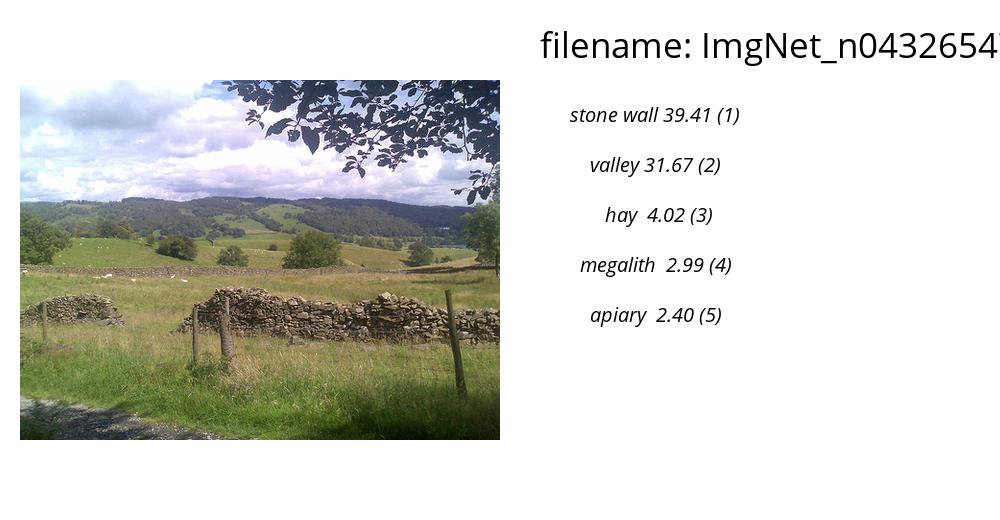 filename: ImgNet_n0432654
stone wall 39.41 (1)
valley 31.67 (2)
hay 4.02 (3)
megalith 2.99 (4)
apiary 2.40 (5)